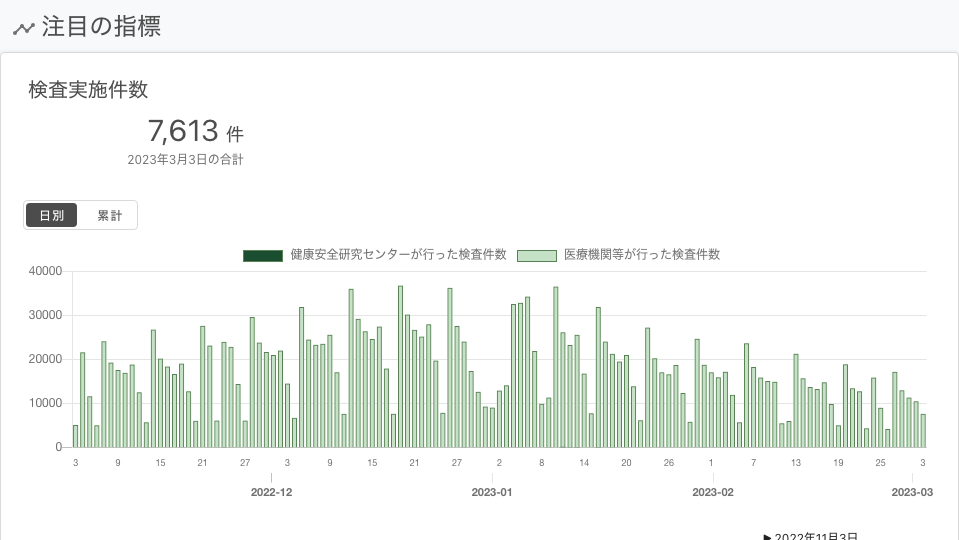 注目の指標
検査実施件数
7,613 件
2023年3月3日の合計
日別 累計
健康安全研究センターが行った検査件数 医療機関等が行った検査件数
40000
30000
20000
10000
0
3 9 15 21 27 3 9 15 21 27 2 8 14 20 26 1 7 13 19 25 3
2022-12 2023-01 2023-02 2023-03
▶ 2022年11月3日